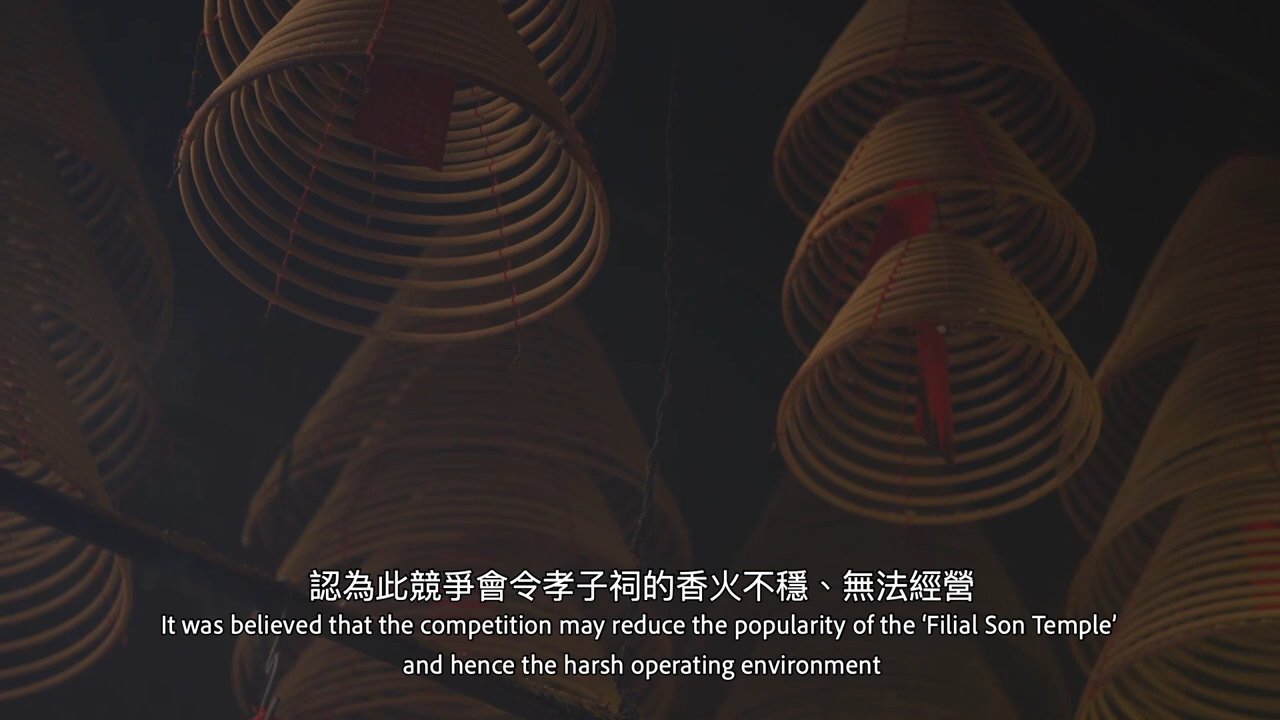 認為此競爭會令孝子祠的香火不穩、無法經營
It was believed that the competition may reduce the popularity of the ‘Filial Son Temple’
and hence the harsh operating environment